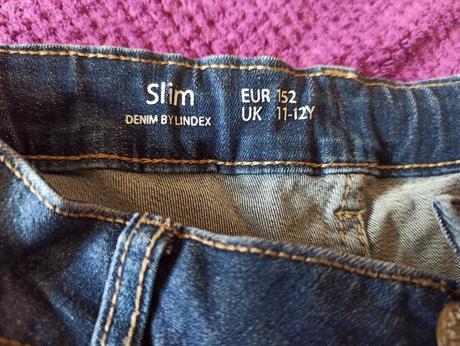 Slim
DENIM BY LINDEX
EUR 152
UK 11-12Y